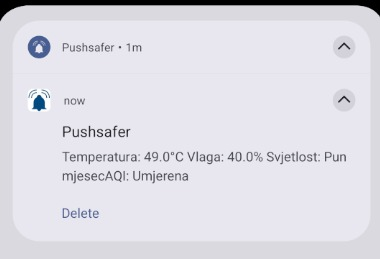 Pushsafer • 1m
now
Pushsafer
Temperatura: 49.0°C Vlaga: 40.0% Svjetlost: Pun
mjesecAQI: Umjerena
Delete